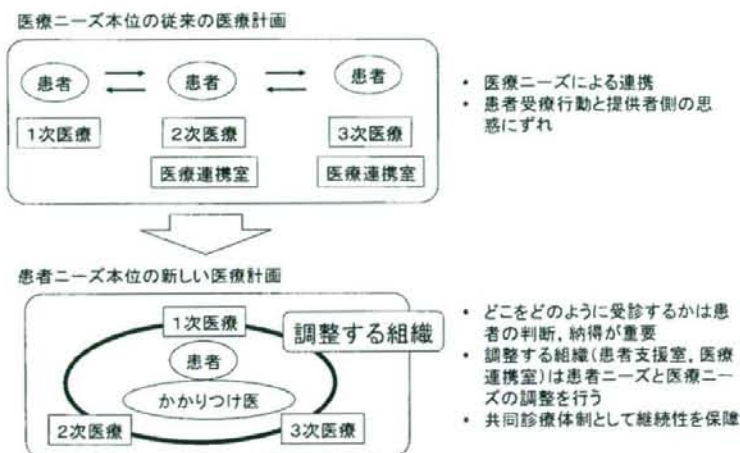 医療ニーズ本位の従来の医療計画
患者
患者
患者
1次医療
2次医療
3次医療
医療連携室
医療連携室
• 医療ニーズによる連携
• 患者受療行動と提供者側の思
惑にずれ
患者ニーズ本位の新しい医療計画
1次医療
調整する組織
患者
かかりつけ医
2次医療
3次医療
• どこをどのように受診するかは患
者の判断，納得が重要
• 調整する組織(患者支援室，医療
連携室)は患者ニーズと医療ニー
ズの調整を行う
• 共同診療体制として継続性を保障